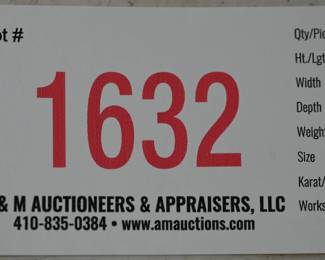 ot #
1632
& M AUCTIONEERS & APPRAISERS, LLC
410-835-0384 • www.amauctions.com
Qty/Pie
Ht./Lgt
Width
Depth
Weight
Size
Karat/
Works